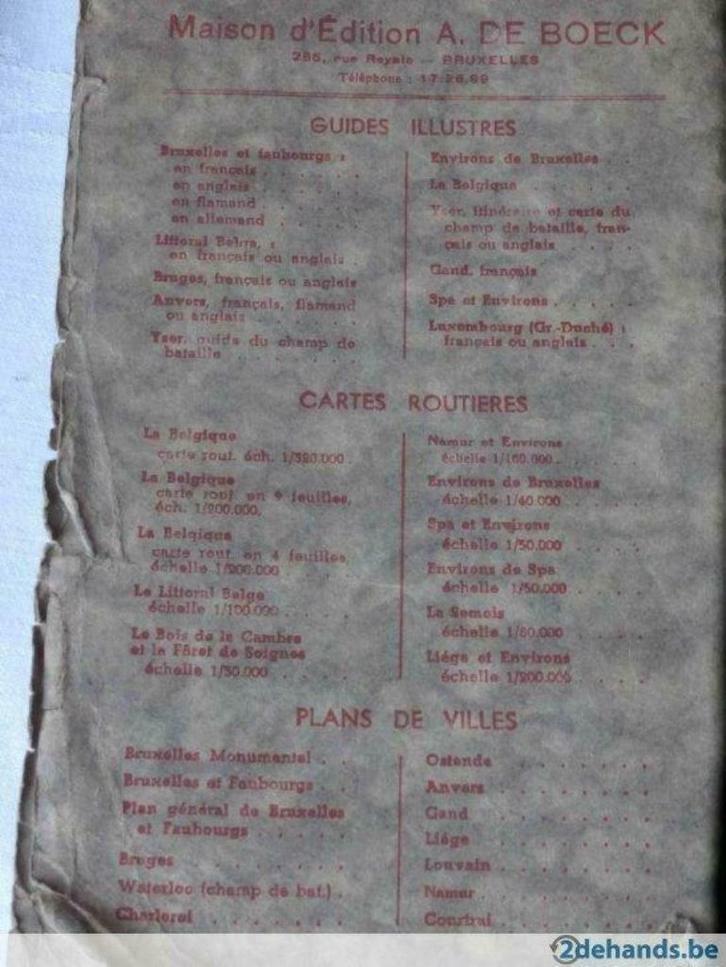 Maison d'Édition A. DE BOECK
265, rue Royale — BRUXELLES
Téléphone : 17.26.99
GUIDES ILLUSTRES
Bruxelles et faubourgs :
en français . . . . . .
en anglais . . . . . .
en flamand . . . . . .
en allemand . . . . .
Littoral Belge, :
en français ou anglais .
Bruges, français ou anglais
Anvers, français, flamand
ou anglais . . . . . .
Yser, guide du champ de
bataille . . . . . . .
Environs de Bruxelles . .
La Belgique . . . . . .
Yser, itinéraire et carte du
champ de bataille, fran-
çais ou anglais . . . .
Gand, français
Spa et Environs . . . . .
Luxembourg (Gr.-Duché) :
français ou anglais . . .
CARTES ROUTIERES
La Belgique
carte rout. éch. 1/320.000 .
La Belgique
carte rout. en 9 feuilles,
éch. 1/200.000,
La Belgique
carte rout. en 4 feuilles,
échelle 1/200.000 . . .
Le Littoral Belge
échelle 1/100.000 . . . .
Le Bois de la Cambre
et la Fôret de Soignes
échelle 1/30.000 . . . .
Namur et Environs
échelle 1/160.000 . . . .
Environs de Bruxelles
échelle 1/40.000 . . . .
Spa et Environs
échelle 1/50.000 . . . .
Environs de Spa
échelle 1/50.000 . . . .
La Semois
échelle 1/60.000 . . . .
Liége et Environs
échelle 1/200.000 . . . .
PLANS DE VILLES
Bruxelles Monumental . .
Bruxelles et Faubourgs . .
Plan général de Bruxelles
et Faubourgs . . . . .
Bruges . . . . . . .
Waterloo (champ de bat.) .
Charleroi . . . . . . .
Ostende . . . . . . .
Anvers . . . . . . .
Gand . . . . . . .
Liége . . . . . . .
Louvain . . . . . . .
Namur . . . . . . .
Courtrai . . . . . . .
2dehands.be